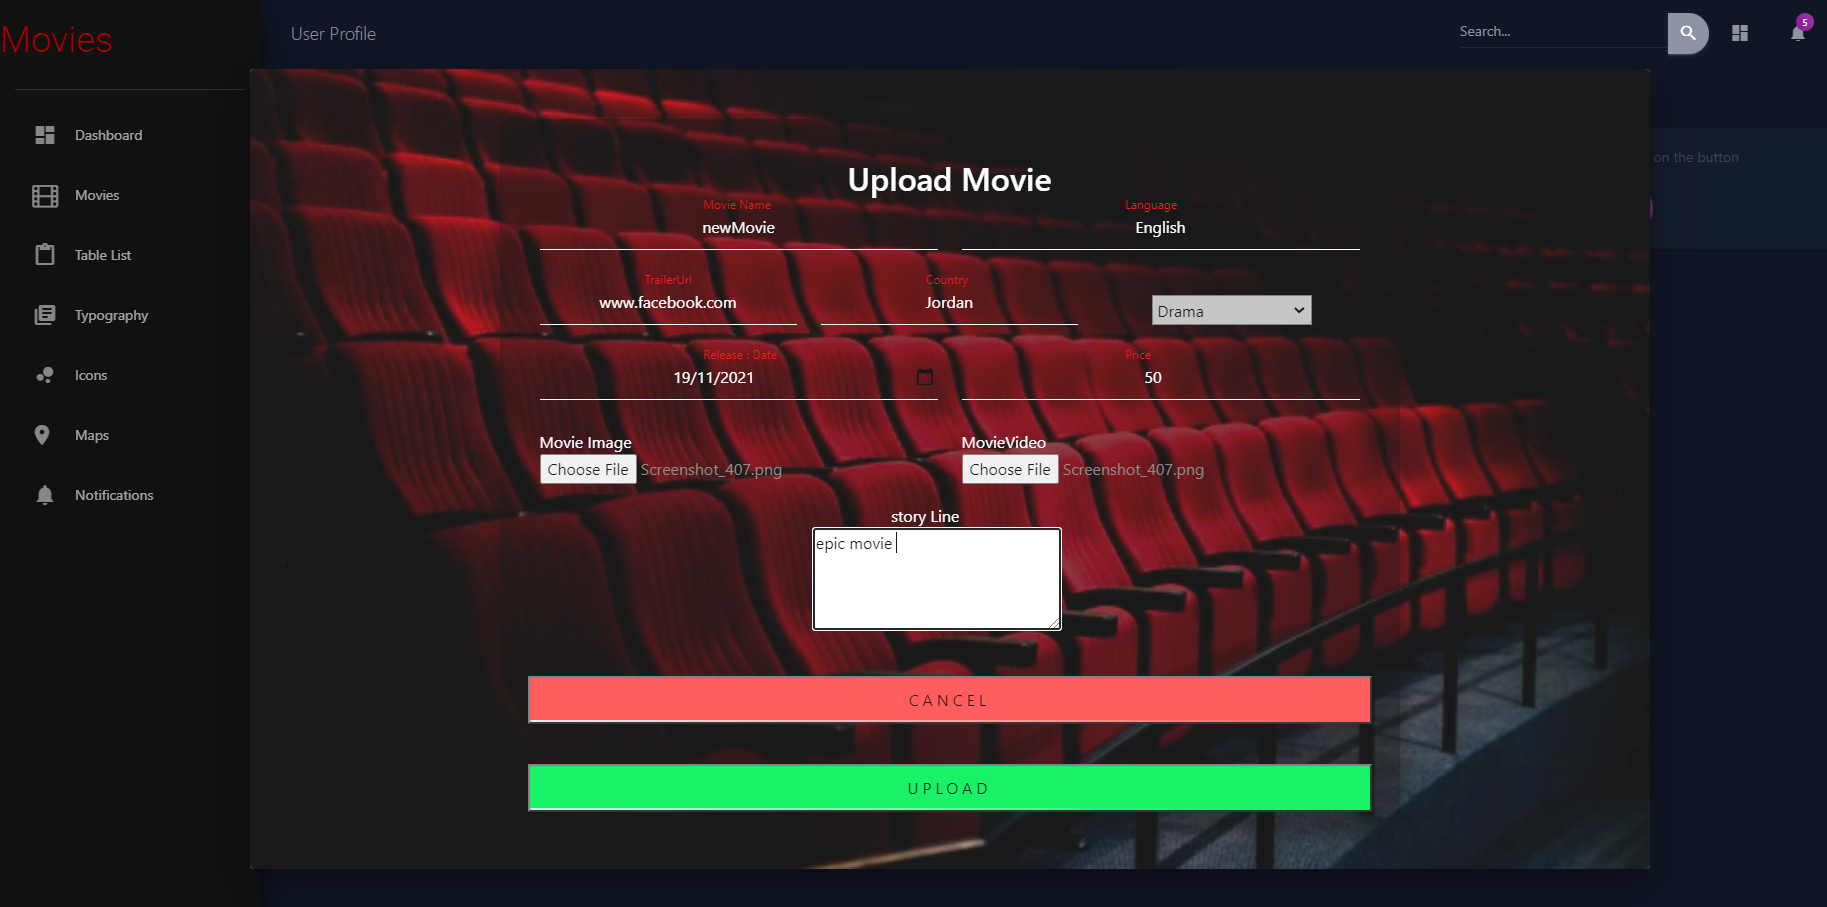 Movies
User Profile
Search...
5
Dashboard
Movies
Table List
Typography
Icons
Maps
Notifications
on the button
Upload Movie
Movie Name
Language
newMovie
English
TrailerUrl
Country
www.facebook.com
Jordan
Drama
Release : Date
Price
19/11/2021
50
Movie Image
MovieVideo
Choose File Screenshot_407.png
Choose File Screenshot_407.png
story Line
epic movie
CANCEL
UPLOAD